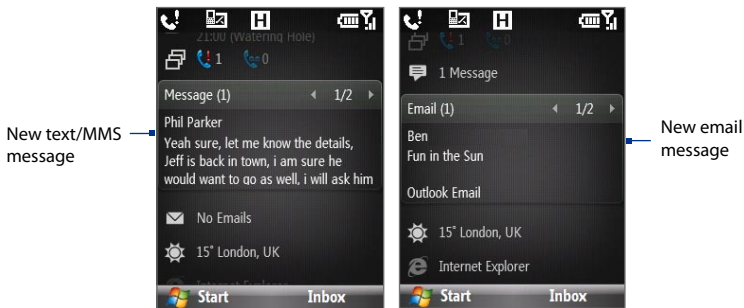 New text/MMS
message
H
21:00 (Watering Hole)
1 0
Message (1) 1/2
Phil Parker
Yeah sure, let me know the details,
Jeff is back in town, i am sure he
would want to go as well, i will ask him
No Emails
15° London, UK
Internet Explorer
Start Inbox
H
1 0
1 Message
Email (1) 1/2
Ben
Fun in the Sun
Outlook Email
15° London, UK
Internet Explorer
Start Inbox
New email
message